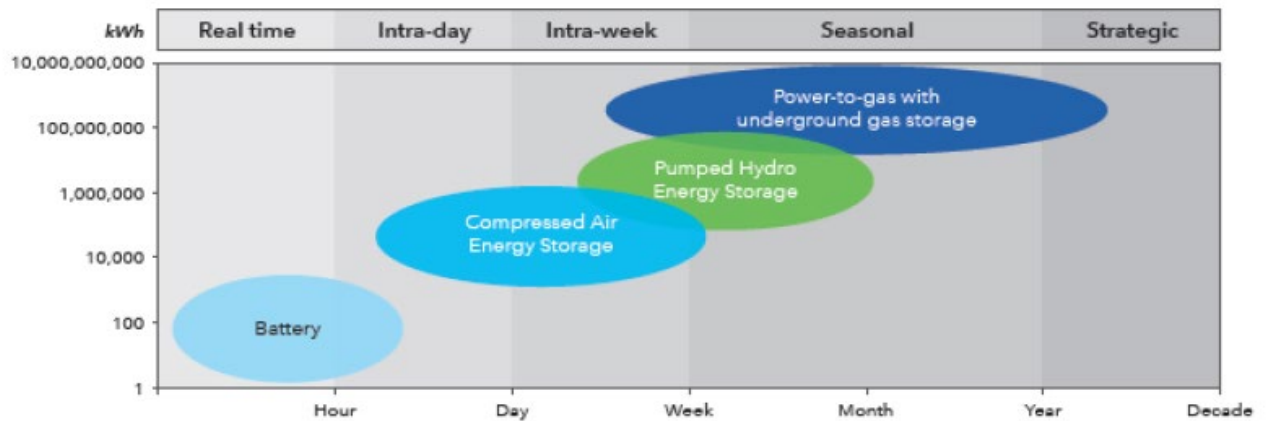 kWh Real time Intra-day Intra-week Seasonal Strategic
10,000,000,000
Power-to-gas with
underground gas storage
100,000,000
Pumped Hydro
Energy Storage
1,000,000
Compressed Air
Energy Storage
10,000
100
Battery
1
Hour Day Week Month Year Decade